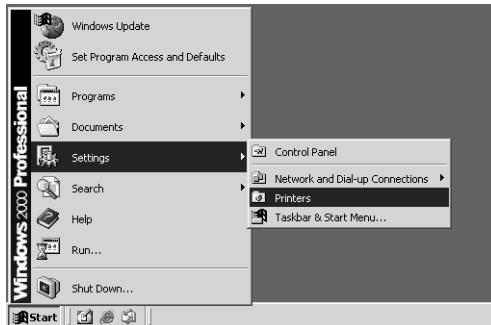 Windows Update
Set Program Access and Defaults
Programs
Documents
Settings
Search
Help
Run...
Shut Down...
Windows 2000 Professional
Control Panel
Network and Dial-up Connections
Printers
Taskbar & Start Menu...
Start